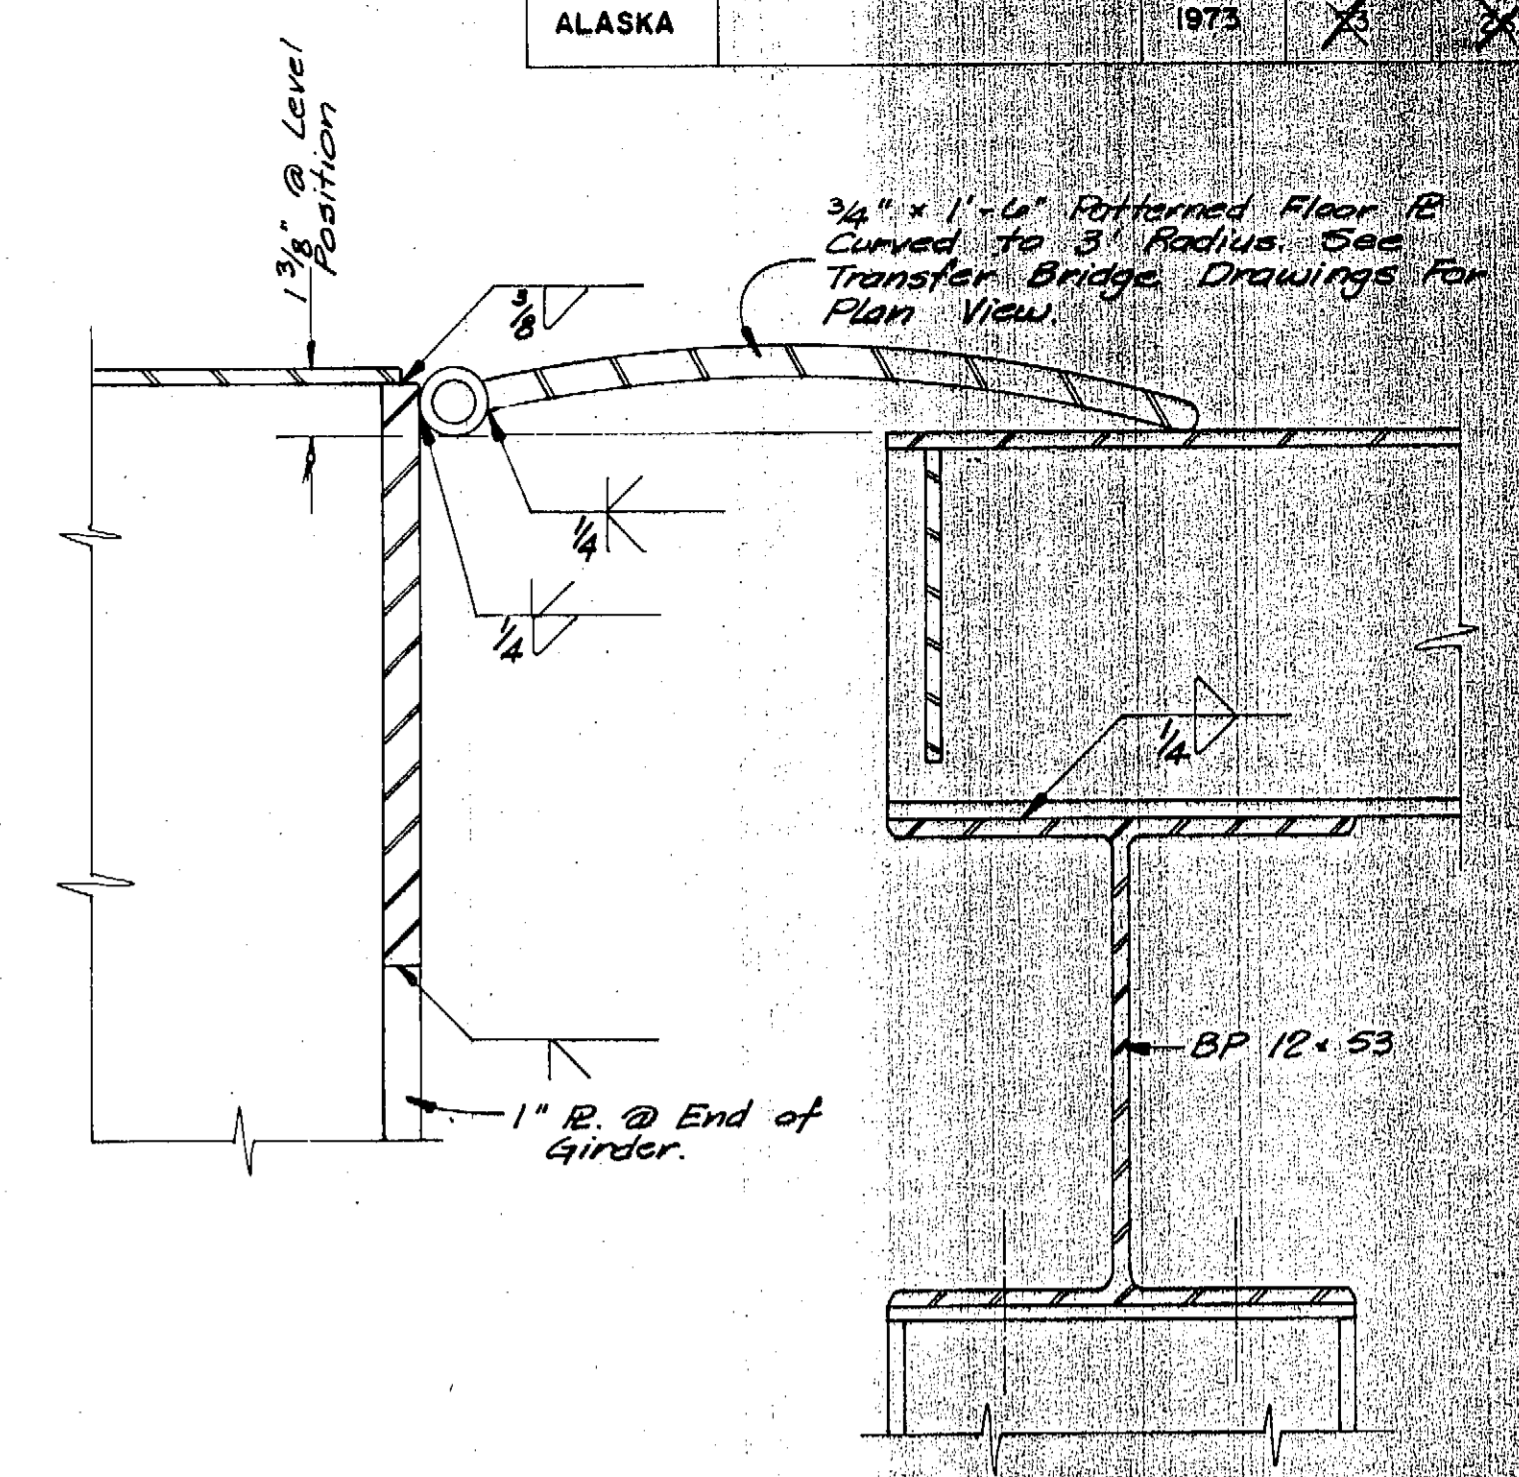 ALASKA
1973
1 3/8" @ Level
Position
3/4" x 1'-6" Patterned Floor PL
Curved to 3' Radius. See
Transfer Bridge Drawings For
Plan View.
3/8
1/4
1/4
1/4
BP 12x53
1" PL. @ End of
Girder.